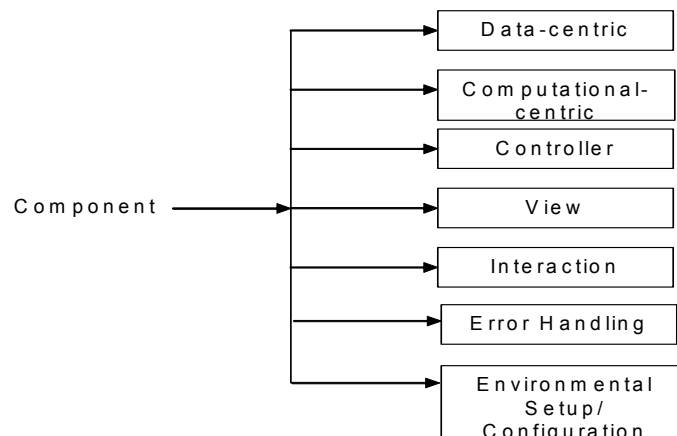 Data-centric
Computational-
centric
Controller
Component
View
Interaction
Error Handling
Environmental
Setup/
Configuration